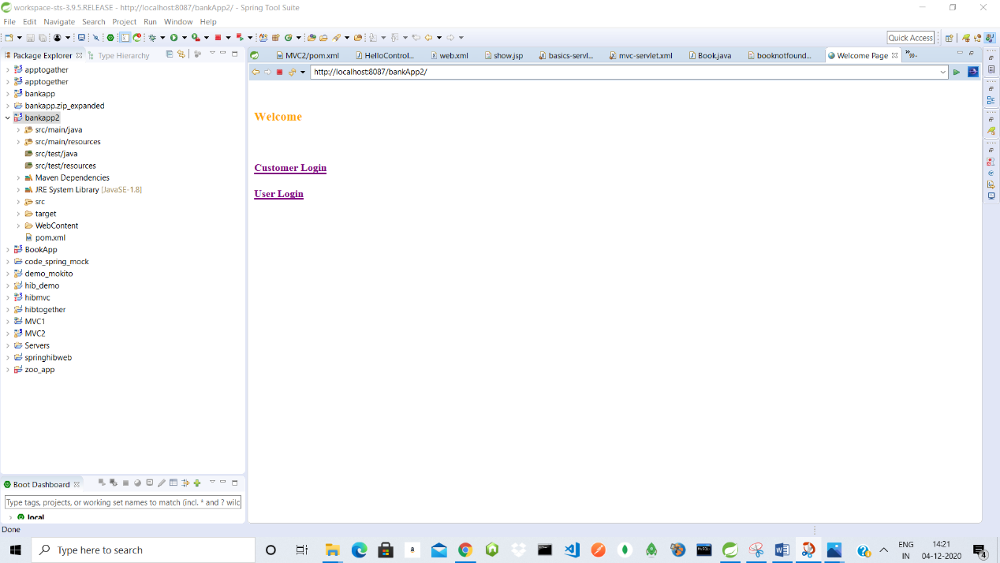 workspace-sts-3.9.5.RELEASE - http://localhost:8087/bankApp2/ - Spring Tool Suite
File Edit Navigate Search Project Run Window Help
Quick Access
Package Explorer
Type Hierarchy
MVC2/pom.xml
HelloControl...
web.xml
show.jsp
basics-servl...
mvc-servlet.xml
Book.java
booknotfound...
Welcome Page
»99+
http://localhost:8087/bankApp2/
apptogather
apptogether
bankapp
bankapp.zip_expanded
bankapp2
src/main/java
src/main/resources
src/test/java
src/test/resources
Maven Dependencies
JRE System Library [JavaSE-1.8]
src
target
WebContent
pom.xml
BookApp
code_spring_mock
demo_mokito
hib_demo
hibmvc
hibtogether
MVC1
MVC2
Servers
springhibweb
zoo_app
Welcome
Customer Login
User Login
Boot Dashboard
Type tags, projects, or working set names to match (incl. * and ? wilc
local
Done
Type here to search
ENG
IN
14:21
04-12-2020
4